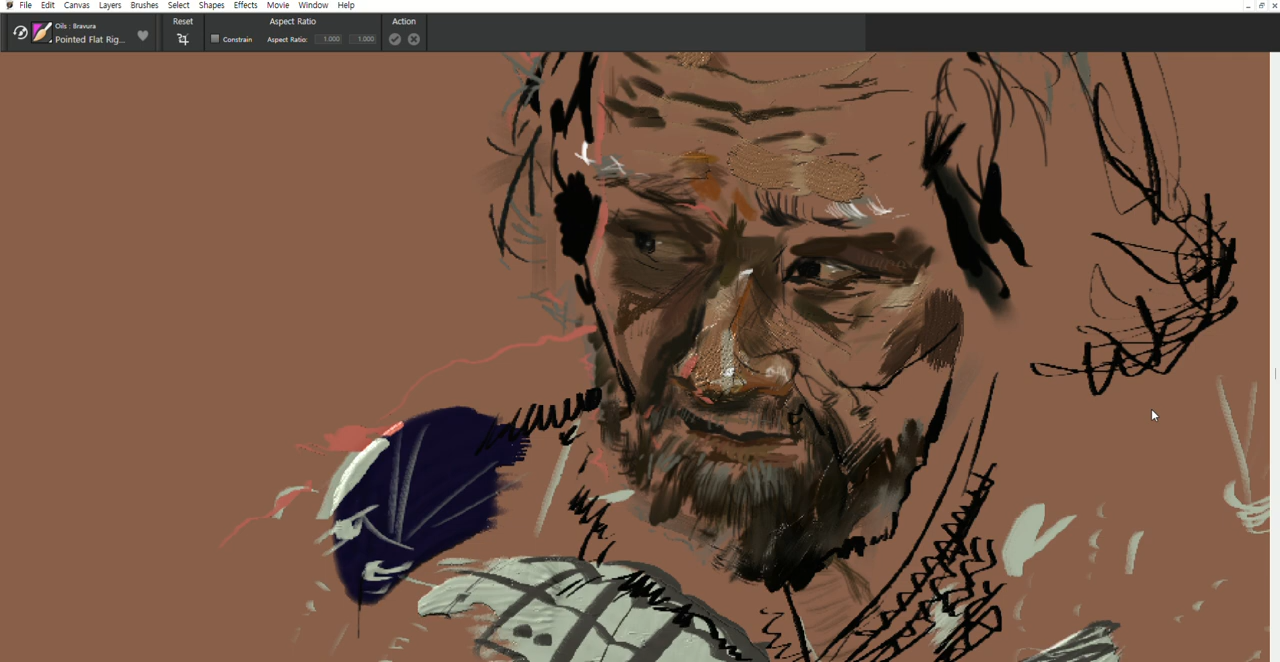 File Edit Canvas Layers Brushes Select Shapes Effects Movie Window Help
Oils : Bravura
Pointed Flat Rig...
Reset
Aspect Ratio
Constrain
Aspect Ratio: 1.000 1.000
Action